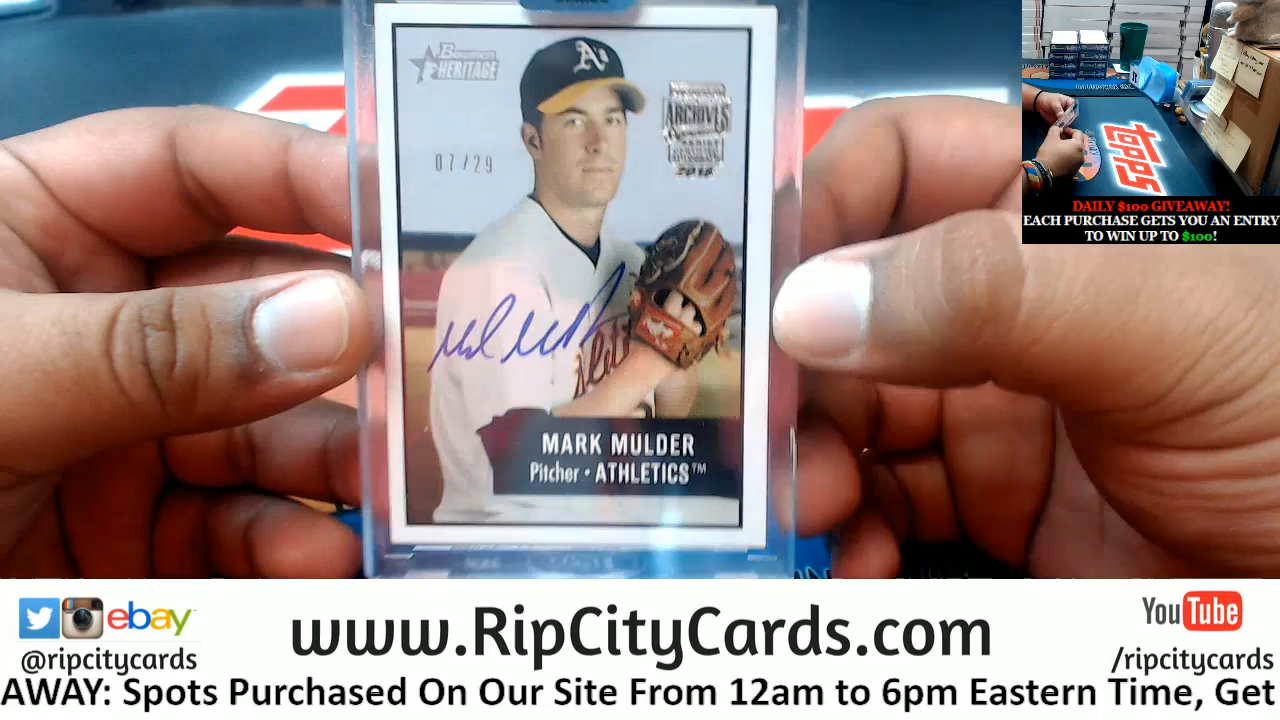 Bowman
HERITAGE
A's
ARCHIVES
07/29
MARK MULDER
Pitcher • ATHLETICS™
topps
DAILY $100 GIVEAWAY!
EACH PURCHASE GETS YOU AN ENTRY
TO WIN UP TO $100!
ebay
@ripcitycards
www.RipCityCards.com
YouTube
/ripcitycards
AWAY: Spots Purchased On Our Site From 12am to 6pm Eastern Time, Get